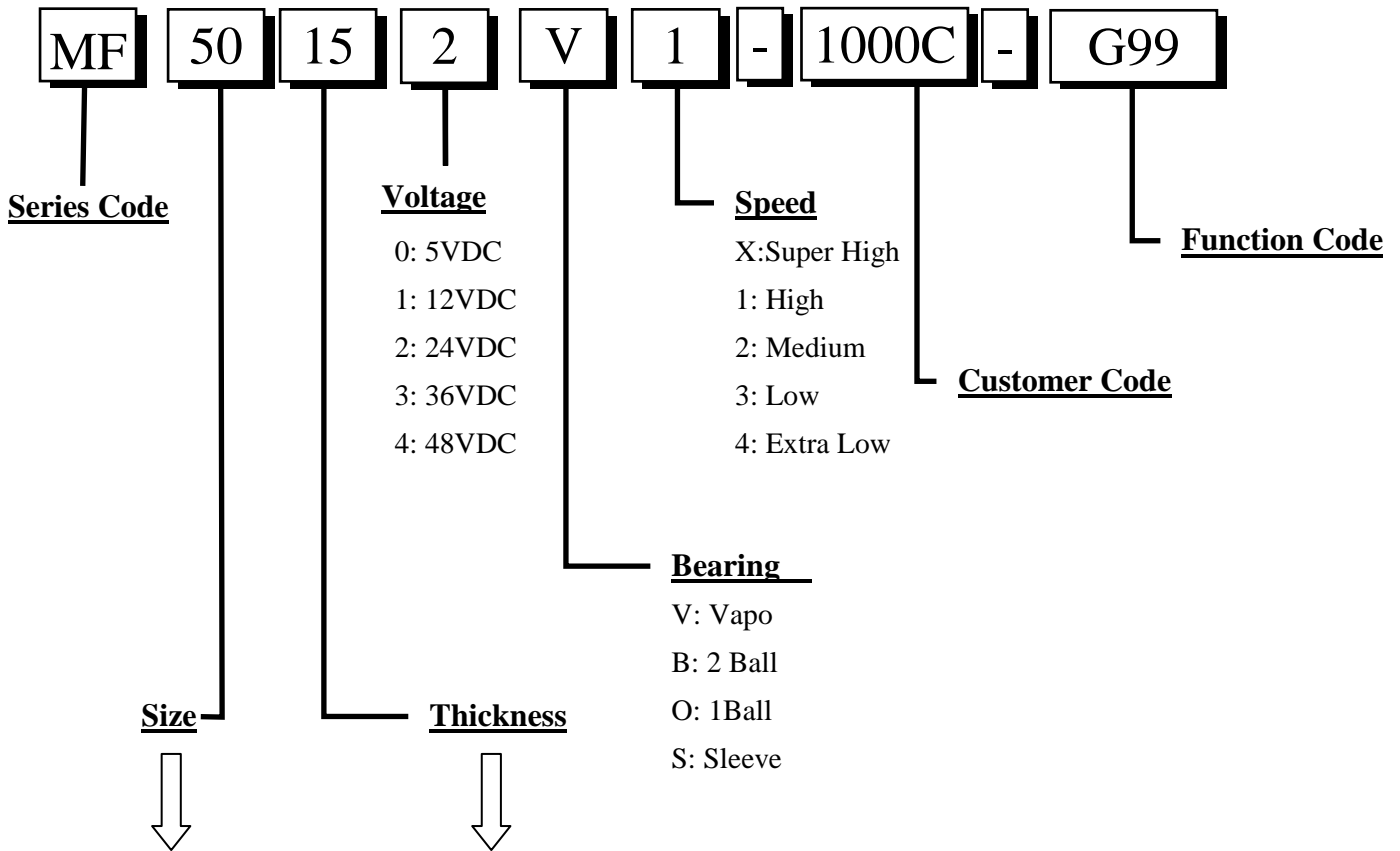 MF 50 15 2 V 1 - 1000C - G99
Series Code
Voltage
0: 5VDC
1: 12VDC
2: 24VDC
3: 36VDC
4: 48VDC
Speed
X:Super High
1: High
2: Medium
3: Low
4: Extra Low
Function Code
Customer Code
Bearing
V: Vapo
B: 2 Ball
O: 1Ball
S: Sleeve
Size
Thickness